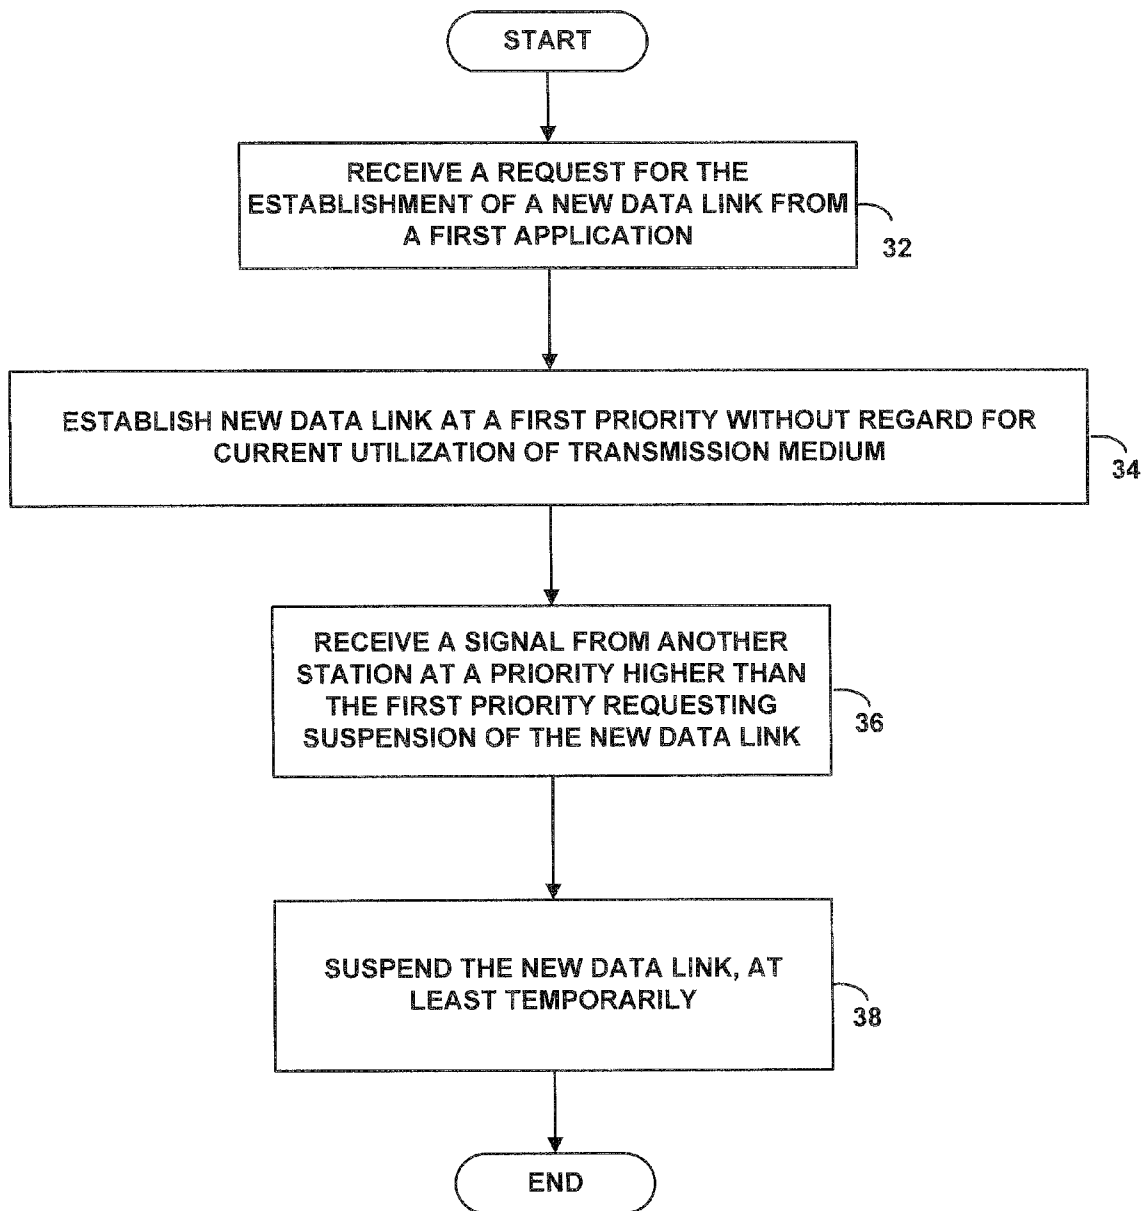 START
RECEIVE A REQUEST FOR THE
ESTABLISHMENT OF A NEW DATA LINK FROM
A FIRST APPLICATION
32
ESTABLISH NEW DATA LINK AT A FIRST PRIORITY WITHOUT REGARD FOR
CURRENT UTILIZATION OF TRANSMISSION MEDIUM
34
RECEIVE A SIGNAL FROM ANOTHER
STATION AT A PRIORITY HIGHER THAN
THE FIRST PRIORITY REQUESTING
SUSPENSION OF THE NEW DATA LINK
36
SUSPEND THE NEW DATA LINK, AT
LEAST TEMPORARILY
38
END